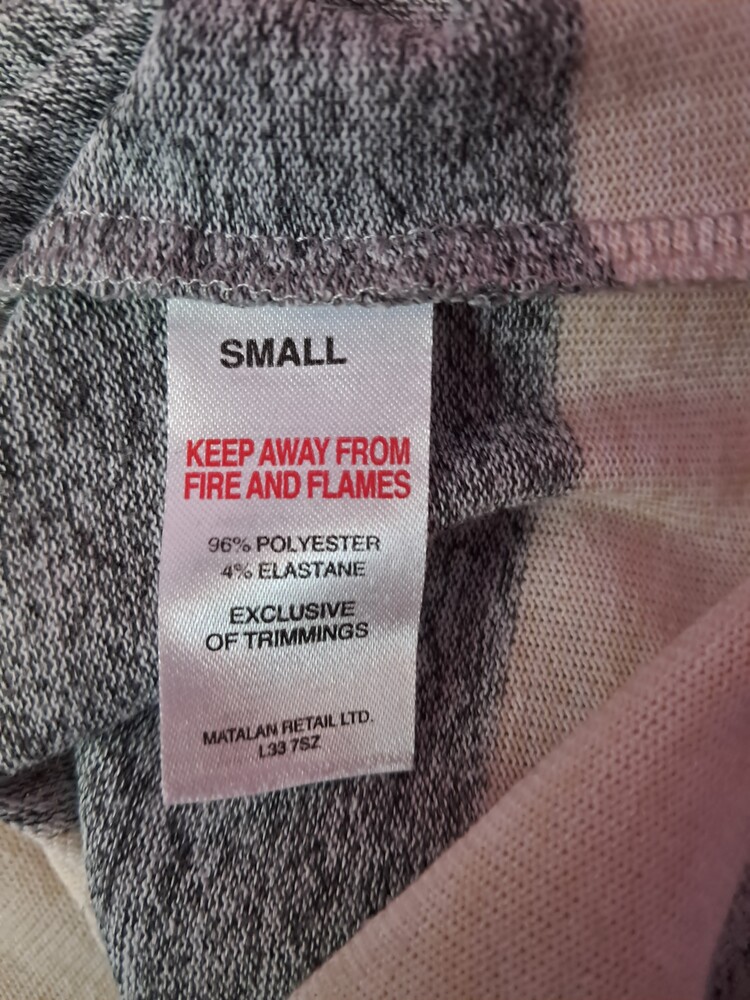 SMALL
KEEP AWAY FROM
FIRE AND FLAMES
96% POLYESTER
4% ELASTANE
EXCLUSIVE
OF TRIMMINGS
MATALAN RETAIL LTD.
L33 7SZ